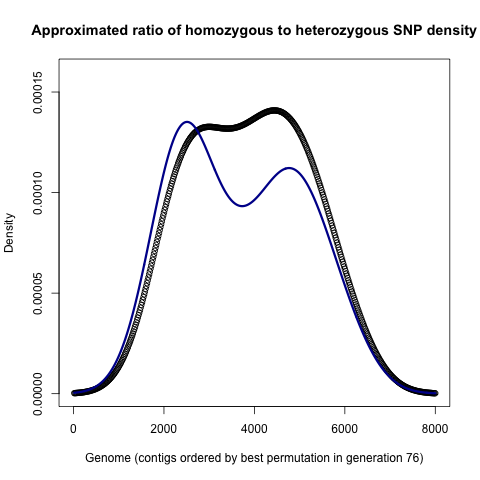 Approximated ratio of homozygous to heterozygous SNP density
0.00015
0.00010
0.00005
0.00000
Density
0 2000 4000 6000 8000
Genome (contigs ordered by best permutation in generation 76)